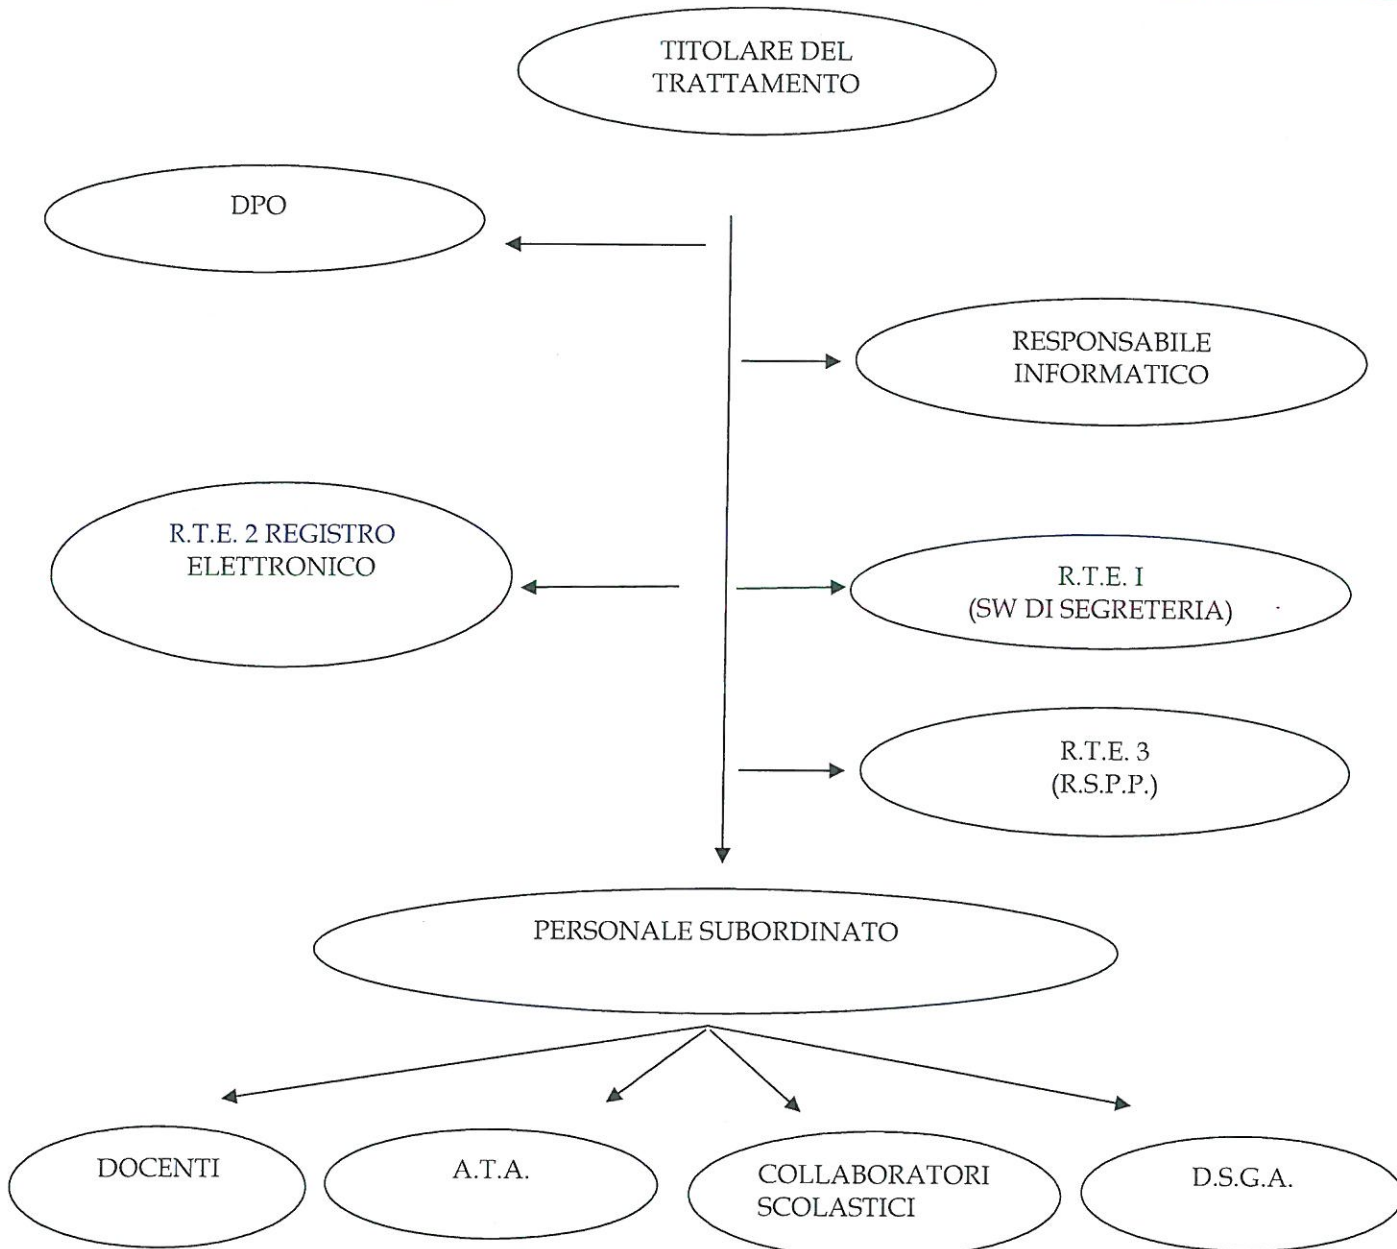 TITOLARE DEL
TRATTAMENTO
DPO
RESPONSABILE
INFORMATICO
R.T.E. 2 REGISTRO
ELETTRONICO
R.T.E. I
(SW DI SEGRETERIA)
R.T.E. 3
(R.S.P.P.)
PERSONALE SUBORDINATO
DOCENTI
A.T.A.
COLLABORATORI
SCOLASTICI
D.S.G.A.